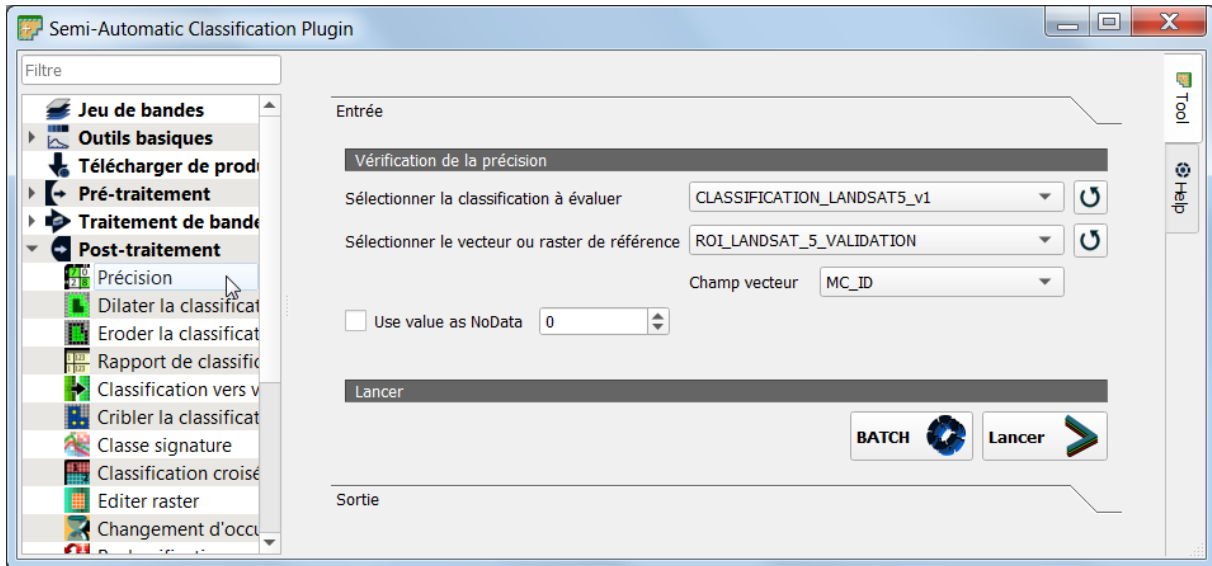 Semi-Automatic Classification Plugin
Filtre
Jeu de bandes
Outils basiques
Télécharger de prod
Pré-traitement
Traitement de bande
Post-traitement
Précision
Dilater la classificat
Eroder la classificat
Rapport de classific
Classification vers v
Cribler la classificat
Classe signature
Classification croisé
Editer raster
Changement d'occu
Entrée
Vérification de la précision
Sélectionner la classification à évaluer CLASSIFICATION_LANDSAT5_v1
Sélectionner le vecteur ou raster de référence ROI_LANDSAT_5_VALIDATION
Champ vecteur MC_ID
Use value as NoData 0
Lancer
BATCH Lancer
Sortie
Tool
Help